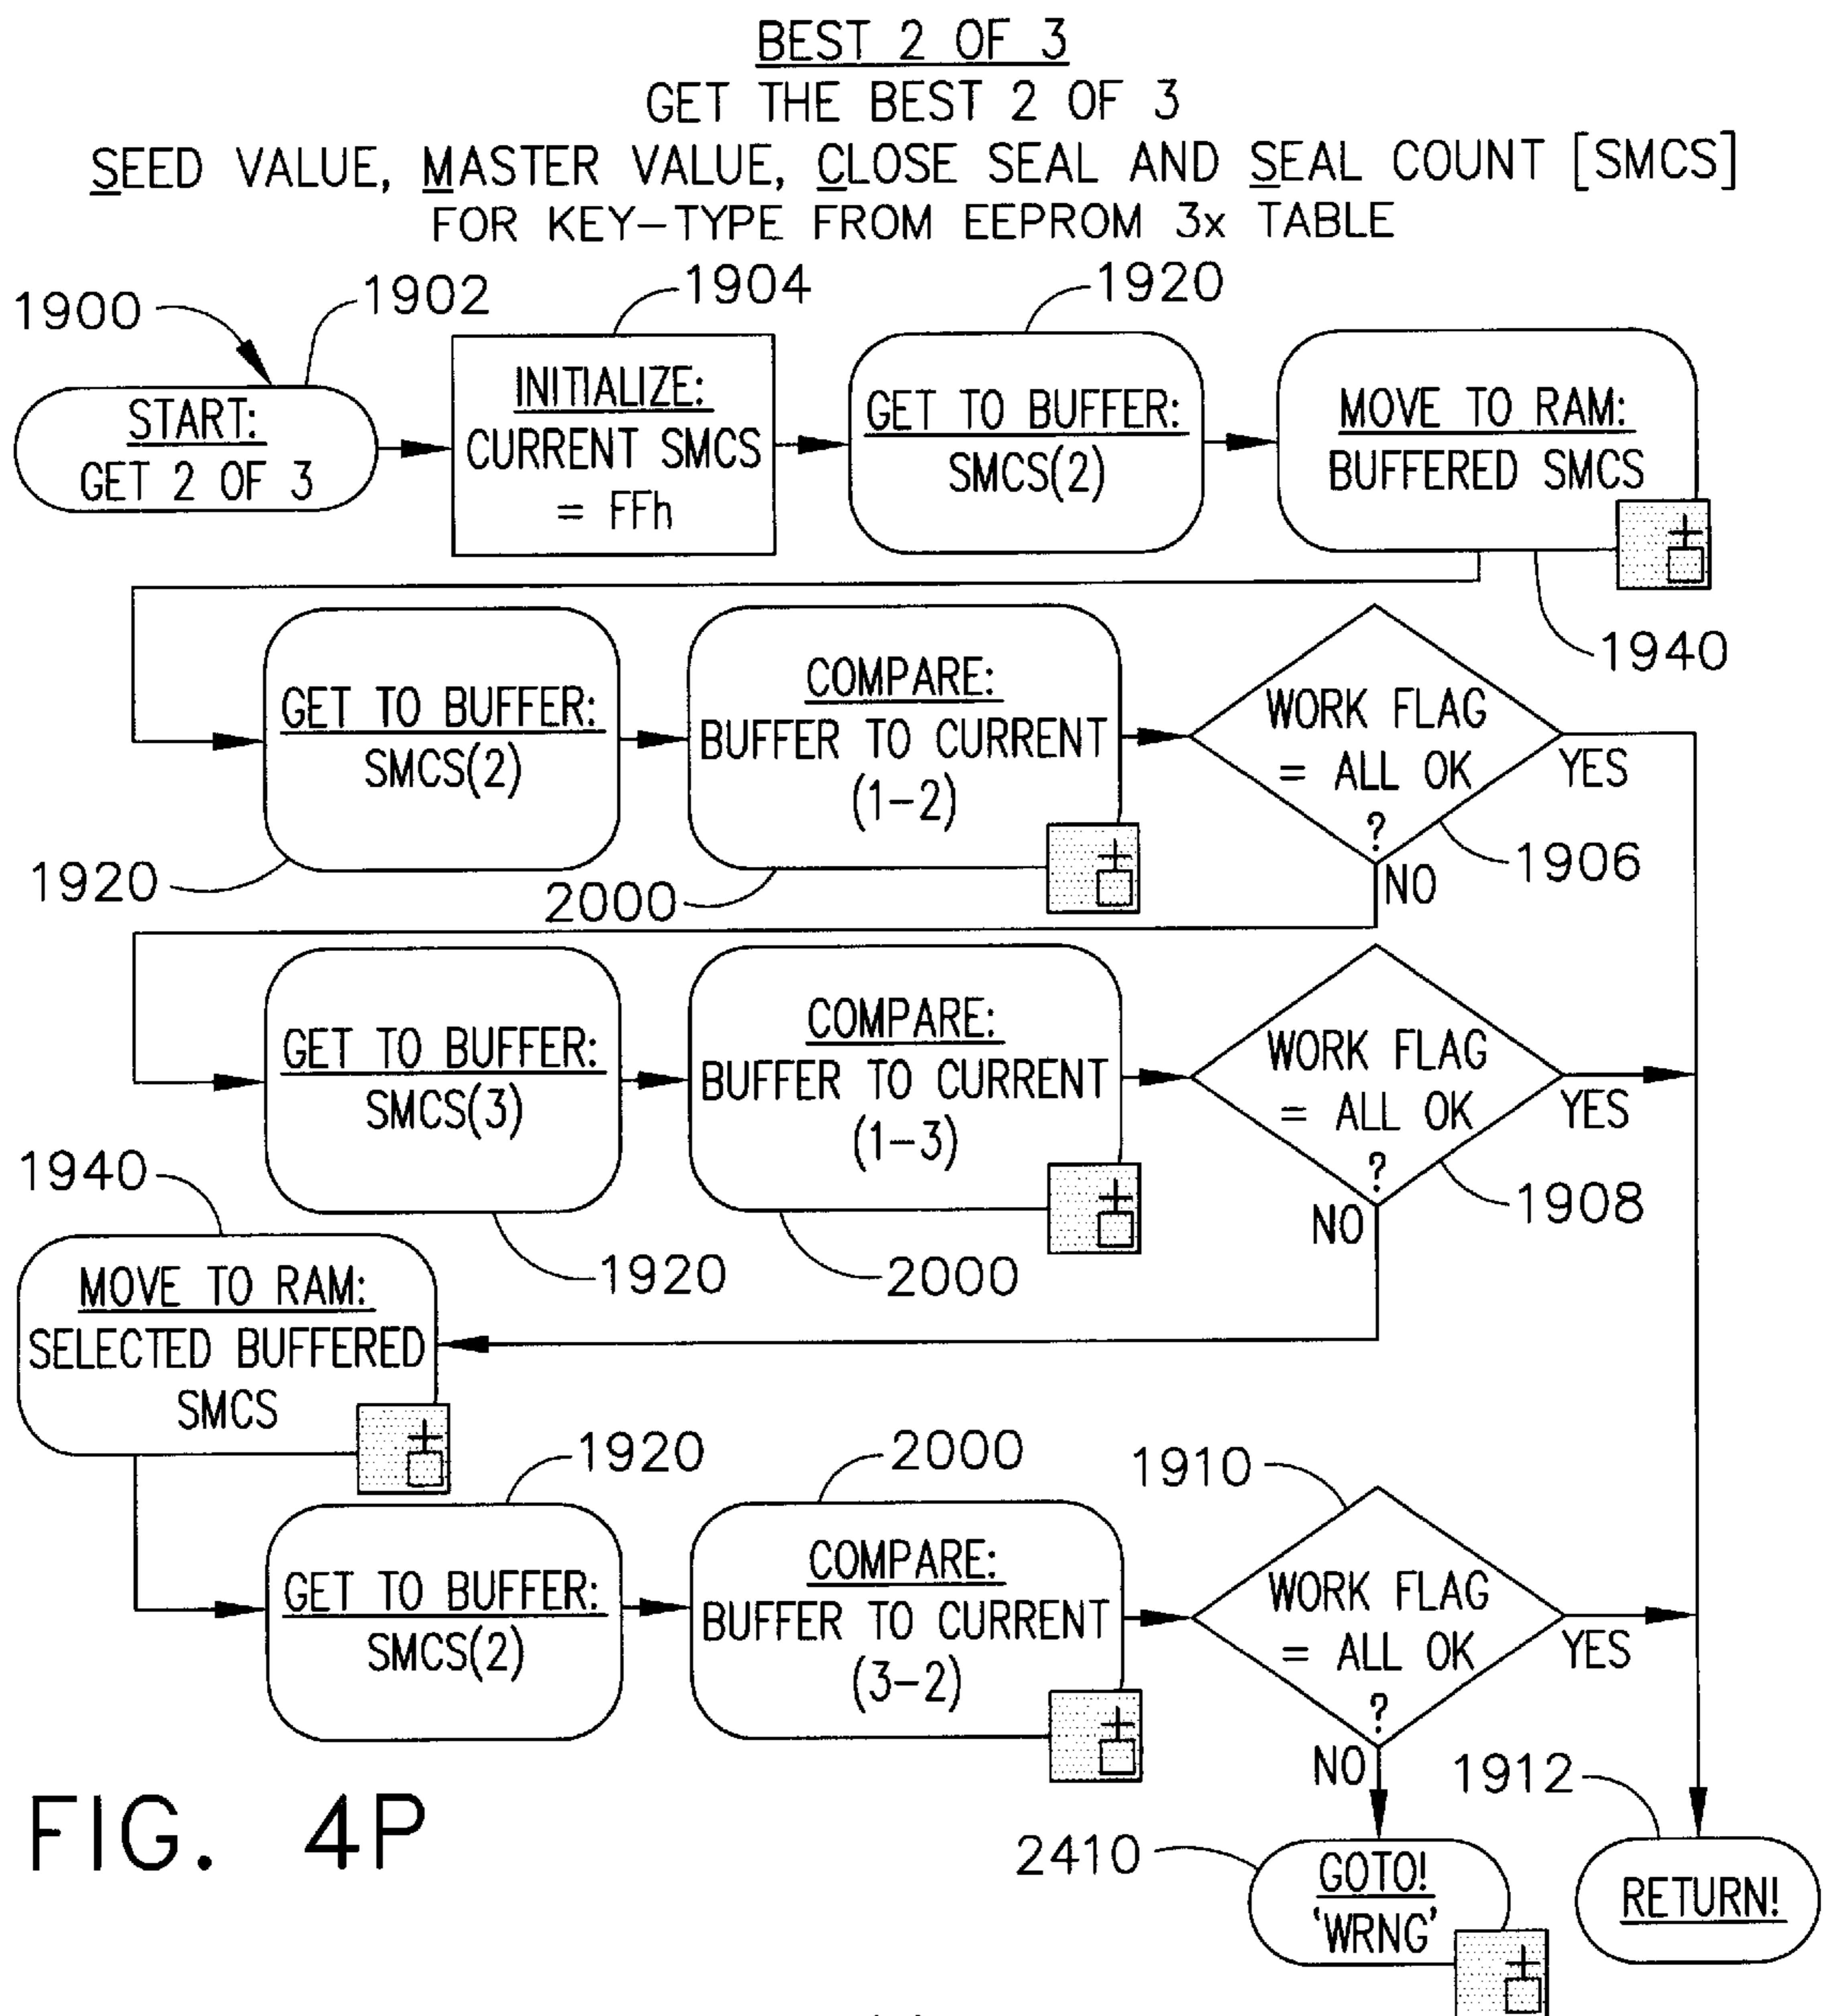 BEST 2 OF 3
GET THE BEST 2 OF 3
SEED VALUE, MASTER VALUE, CLOSE SEAL AND SEAL COUNT [SMCS]
FOR KEY-TYPE FROM EEPROM 3x TABLE
1900
1902
1904
1920
START:
GET 2 OF 3
INITIALIZE:
CURRENT SMCS
= FFh
GET TO BUFFER:
SMCS(2)
MOVE TO RAM:
BUFFERED SMCS
1940
GET TO BUFFER:
SMCS(2)
1920
COMPARE:
BUFFER TO CURRENT
(1-2)
2000
WORK FLAG
= ALL OK
?
YES
1906
NO
GET TO BUFFER:
SMCS(3)
1920
COMPARE:
BUFFER TO CURRENT
(1-3)
2000
WORK FLAG
= ALL OK
?
YES
1908
NO
1940
MOVE TO RAM:
SELECTED BUFFERED
SMCS
1920
GET TO BUFFER:
SMCS(2)
2000
COMPARE:
BUFFER TO CURRENT
(3-2)
1910
WORK FLAG
= ALL OK
?
YES
NO
1912
2410
GOTO!
'WRNG'
RETURN!
FIG. 4P